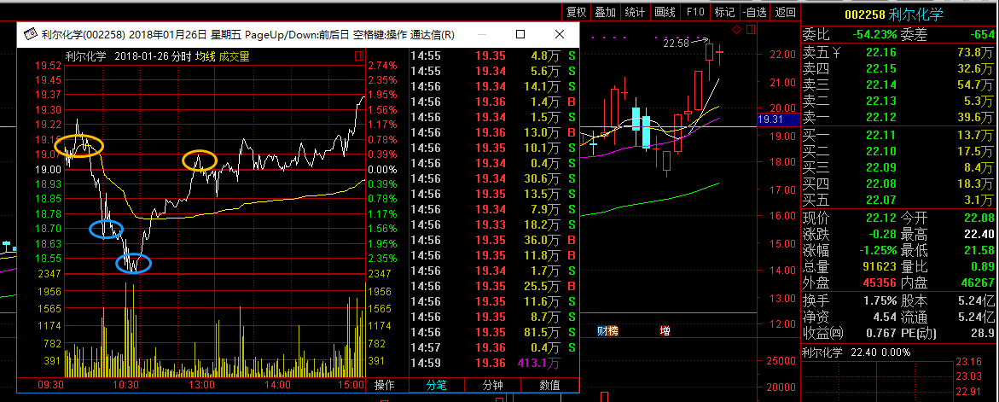 复权 叠加 统计 画线 F10 标记 -自选 返回
002258 利尔化学
利尔化学(002258) 2018年01月26日 星期五 PageUp/Down:前后日 空格键:操作 通达信(R)
利尔化学 2018-01-26 分时 均线 成交量
19.52 2.74%
19.45 2.35%
19.37 1.95%
19.30 1.56%
19.22 1.17%
19.15 0.78%
19.07 0.39%
19.00 0.00%
18.93 0.39%
18.85 0.78%
18.78 1.17%
18.70 1.56%
18.63 1.95%
18.55 2.35%
2347 2347
1956 1956
1565 1565
1174 1174
782 782
391 391
09:30 10:30 13:00 14:00 15:00 操作
14:55 19.35 4.8万 S
14:55 19.35 5.6万 S
14:56 19.34 14.1万 S
14:56 19.36 1.4万 B
14:56 19.34 1.5万 S
14:56 19.36 13.0万 B
14:56 19.35 10.1万 S
14:56 19.34 0.4万 S
14:56 19.34 30.6万 S
14:56 19.35 13.5万 S
14:56 19.34 7.9万 S
14:56 19.33 18.2万 S
14:56 19.35 36.0万 B
14:56 19.35 11.8万 B
14:56 19.34 1.7万 S
14:56 19.35 25.5万 B
14:56 19.35 11.6万 S
14:56 19.35 8.7万 S
14:56 19.35 81.5万 S
14:57 19.36 0.4万 S
14:59 19.36 413.1万
分笔 分钟 数值
22.58
22.00
21.00
20.00
19.31
19.00
18.00
17.00
16.00
15.00
14.00
13.00
12.00
财 榜 增
25000
20000
委比 -54.23% 委差 -654
卖五 ¥ 22.16 73.8万
卖四 22.15 32.6万
卖三 22.14 54.7万
卖二 22.13 5.3万
卖一 22.12 39.6万
买一 22.11 13.7万
买二 22.10 17.5万
买三 22.09 8.4万
买四 22.08 18.3万
买五 22.07 3.1万
现价 22.12 今开 22.08
涨跌 -0.28 最高 22.40
涨幅 -1.25% 最低 21.58
总量 91623 量比 0.89
外盘 45356 内盘 46267
换手 1.75% 股本 5.24亿
净资 4.54 流通 5.24亿
收益㈣ 0.767 PE(动) 28.9
利尔化学 22.40 0.00%
23.16
23.03
22.91